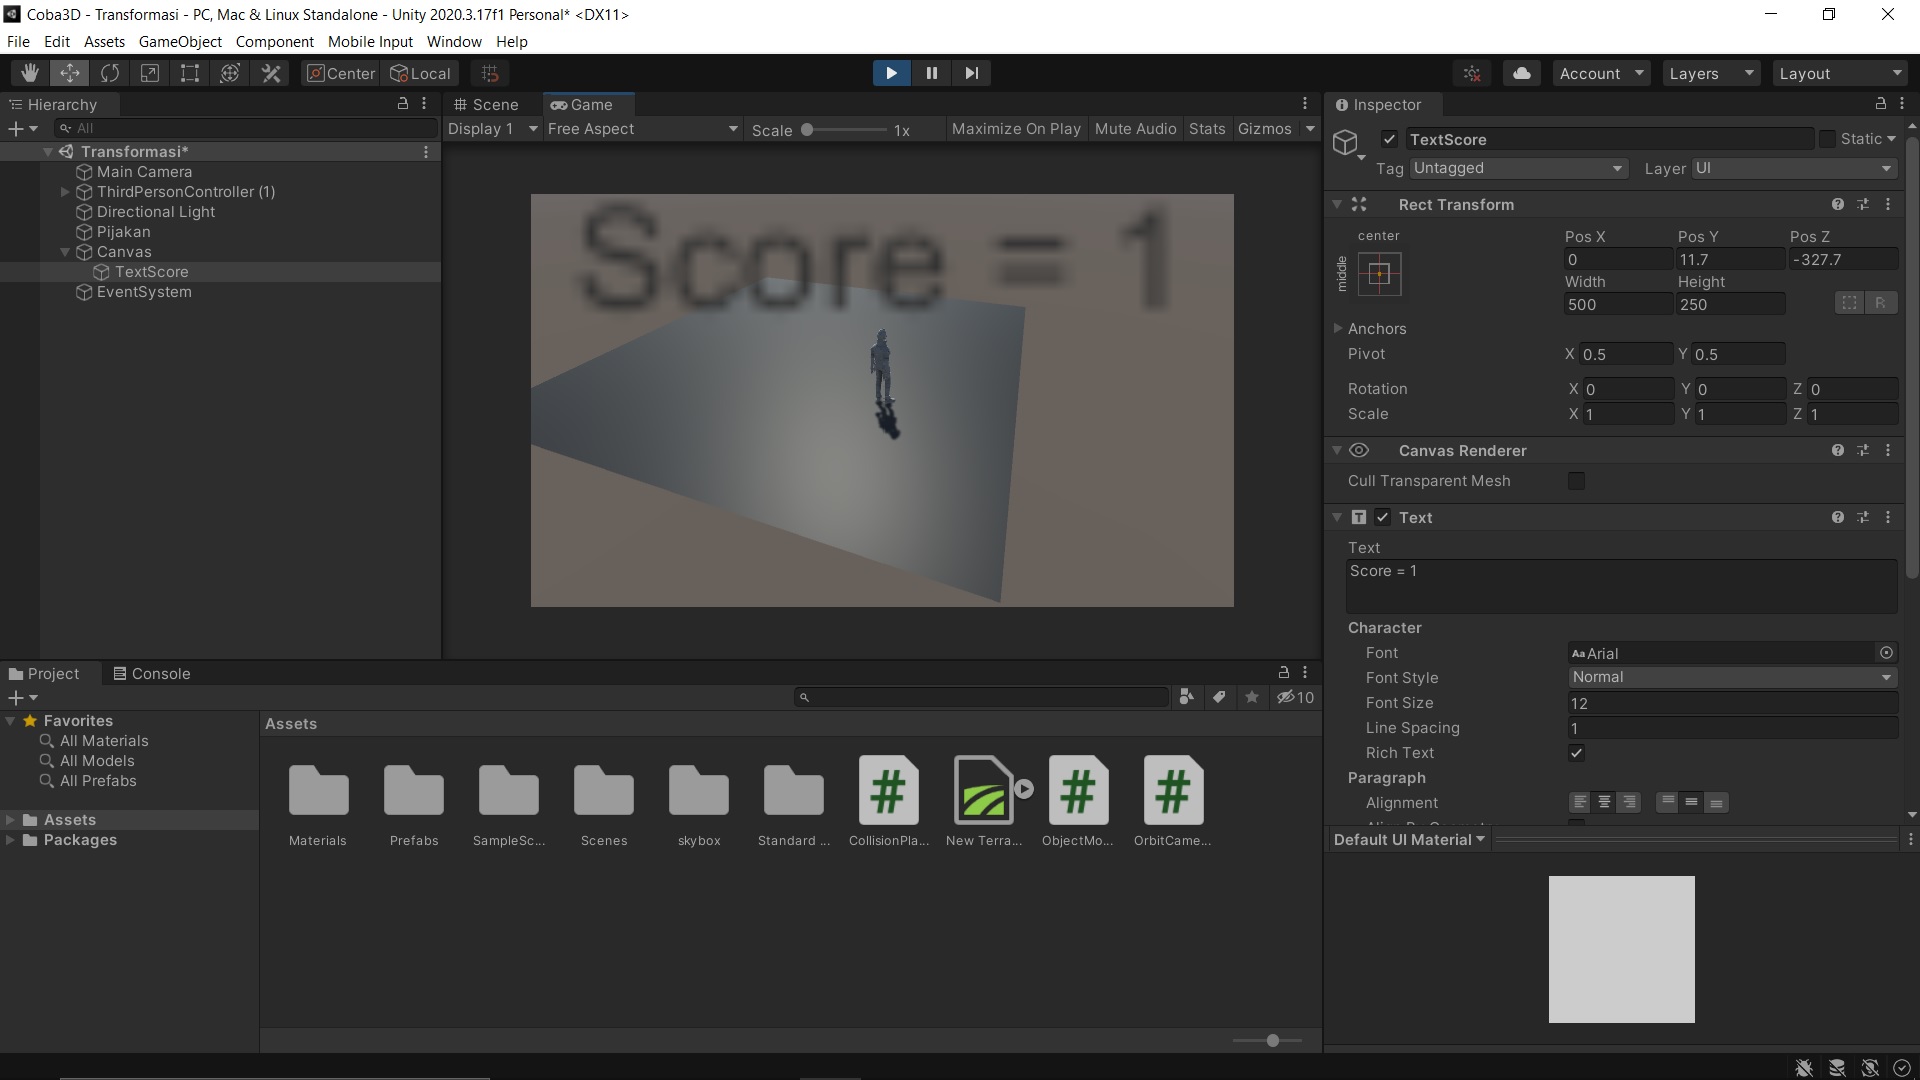 Coba3D - Transformasi - PC, Mac & Linux Standalone - Unity 2020.3.17f1 Personal* <DX11>
File Edit Assets GameObject Component Mobile Input Window Help
Center Local Account Layers Layout
Hierarchy
All
Transformasi*
Main Camera
ThirdPersonController (1)
Directional Light
Pijakan
Canvas
TextScore
EventSystem
Scene Game
Display 1 Free Aspect Scale 1x Maximize On Play Mute Audio Stats Gizmos
Score = 1
Inspector
TextScore Static
Tag Untagged Layer UI
Rect Transform
center
middle
Pos X Pos Y Pos Z
0 11.7 -327.7
Width Height
500 250 R
Anchors
Pivot X 0.5 Y 0.5
Rotation X 0 Y 0 Z 0
Scale X 1 Y 1 Z 1
Canvas Renderer
Cull Transparent Mesh
T Text
Text
Score = 1
Character
Font Aa Arial
Font Style Normal
Font Size 12
Line Spacing 1
Rich Text
Paragraph
Alignment
Default UI Material
Project Console
10
Favorites
All Materials
All Models
All Prefabs
Assets
Packages
Assets
Materials Prefabs SampleSc... Scenes skybox Standard ... CollisionPla... New Terra... ObjectMo... OrbitCame...